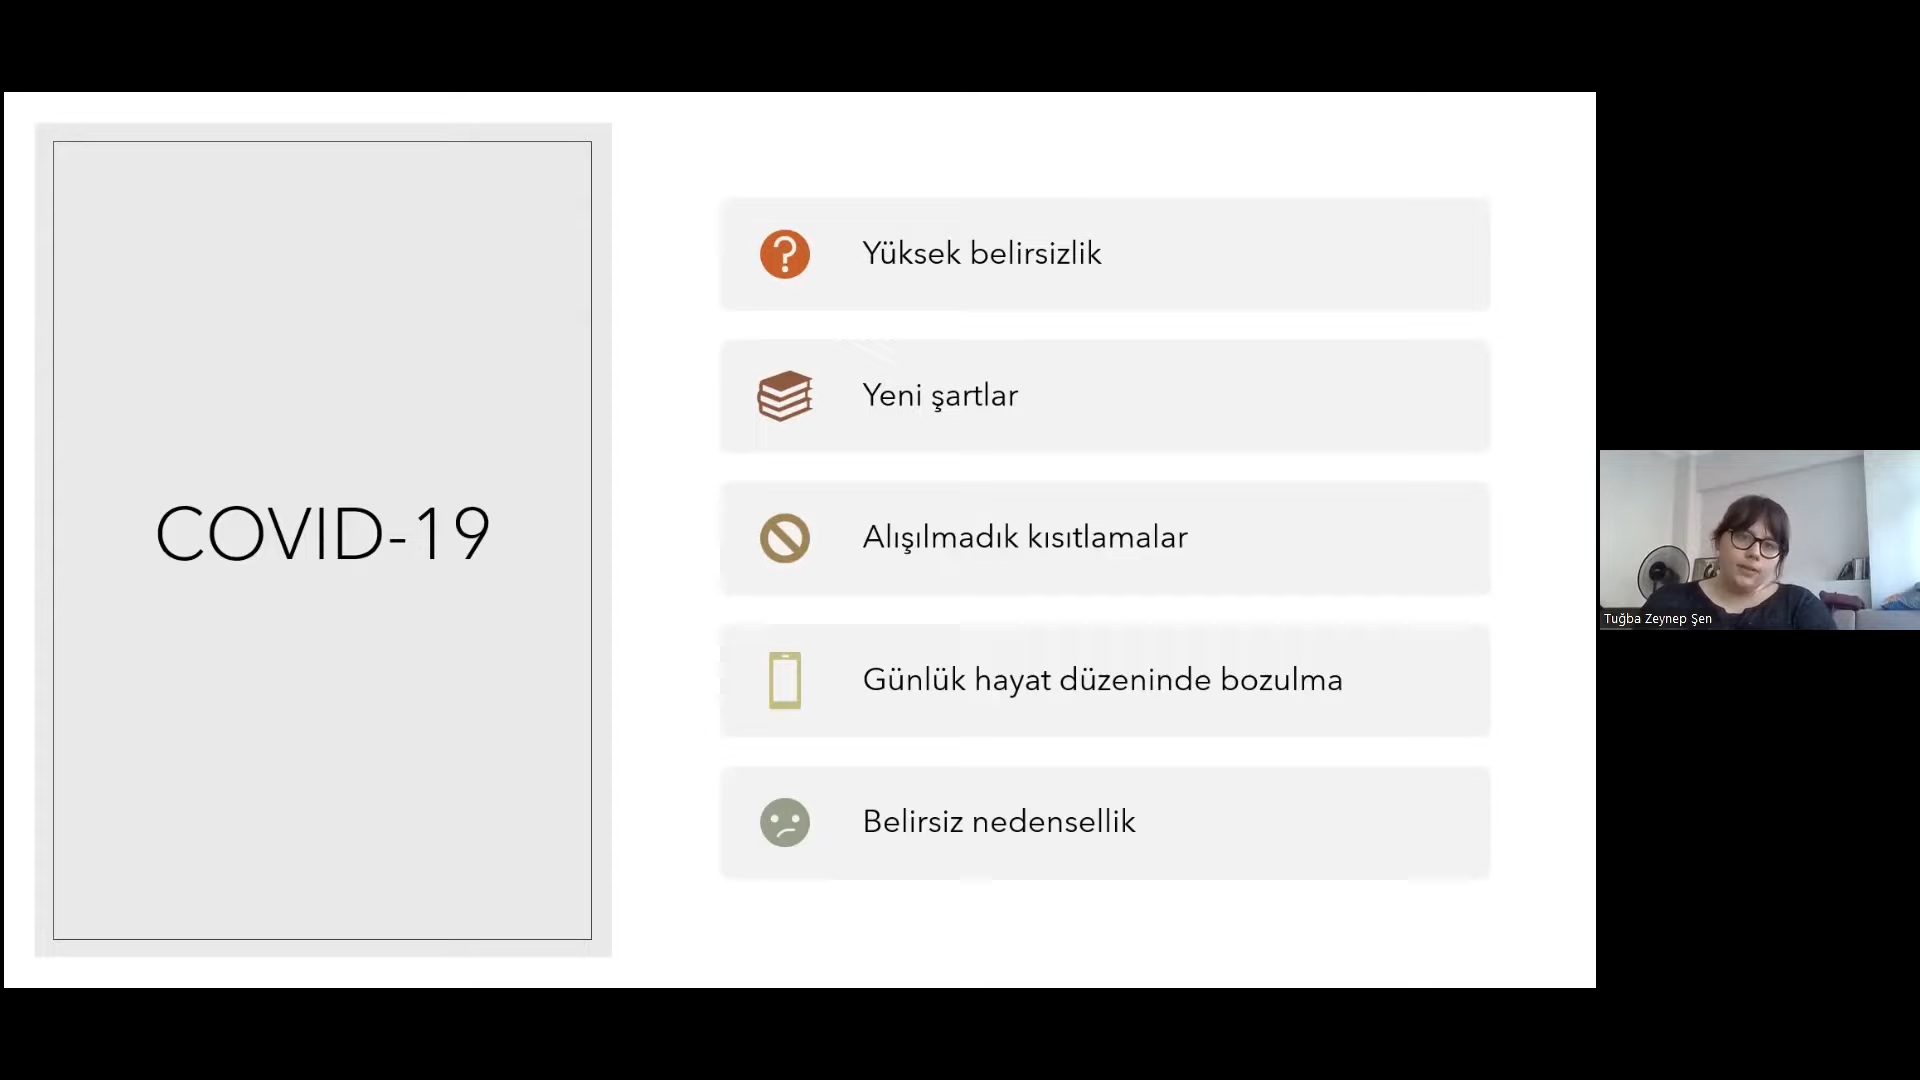 COVID-19
Yüksek belirsizlik
Yeni şartlar
Alışılmadık kısıtlamalar
Günlük hayat düzeninde bozulma
Belirsiz nedensellik
Tuğba Zeynep Şen